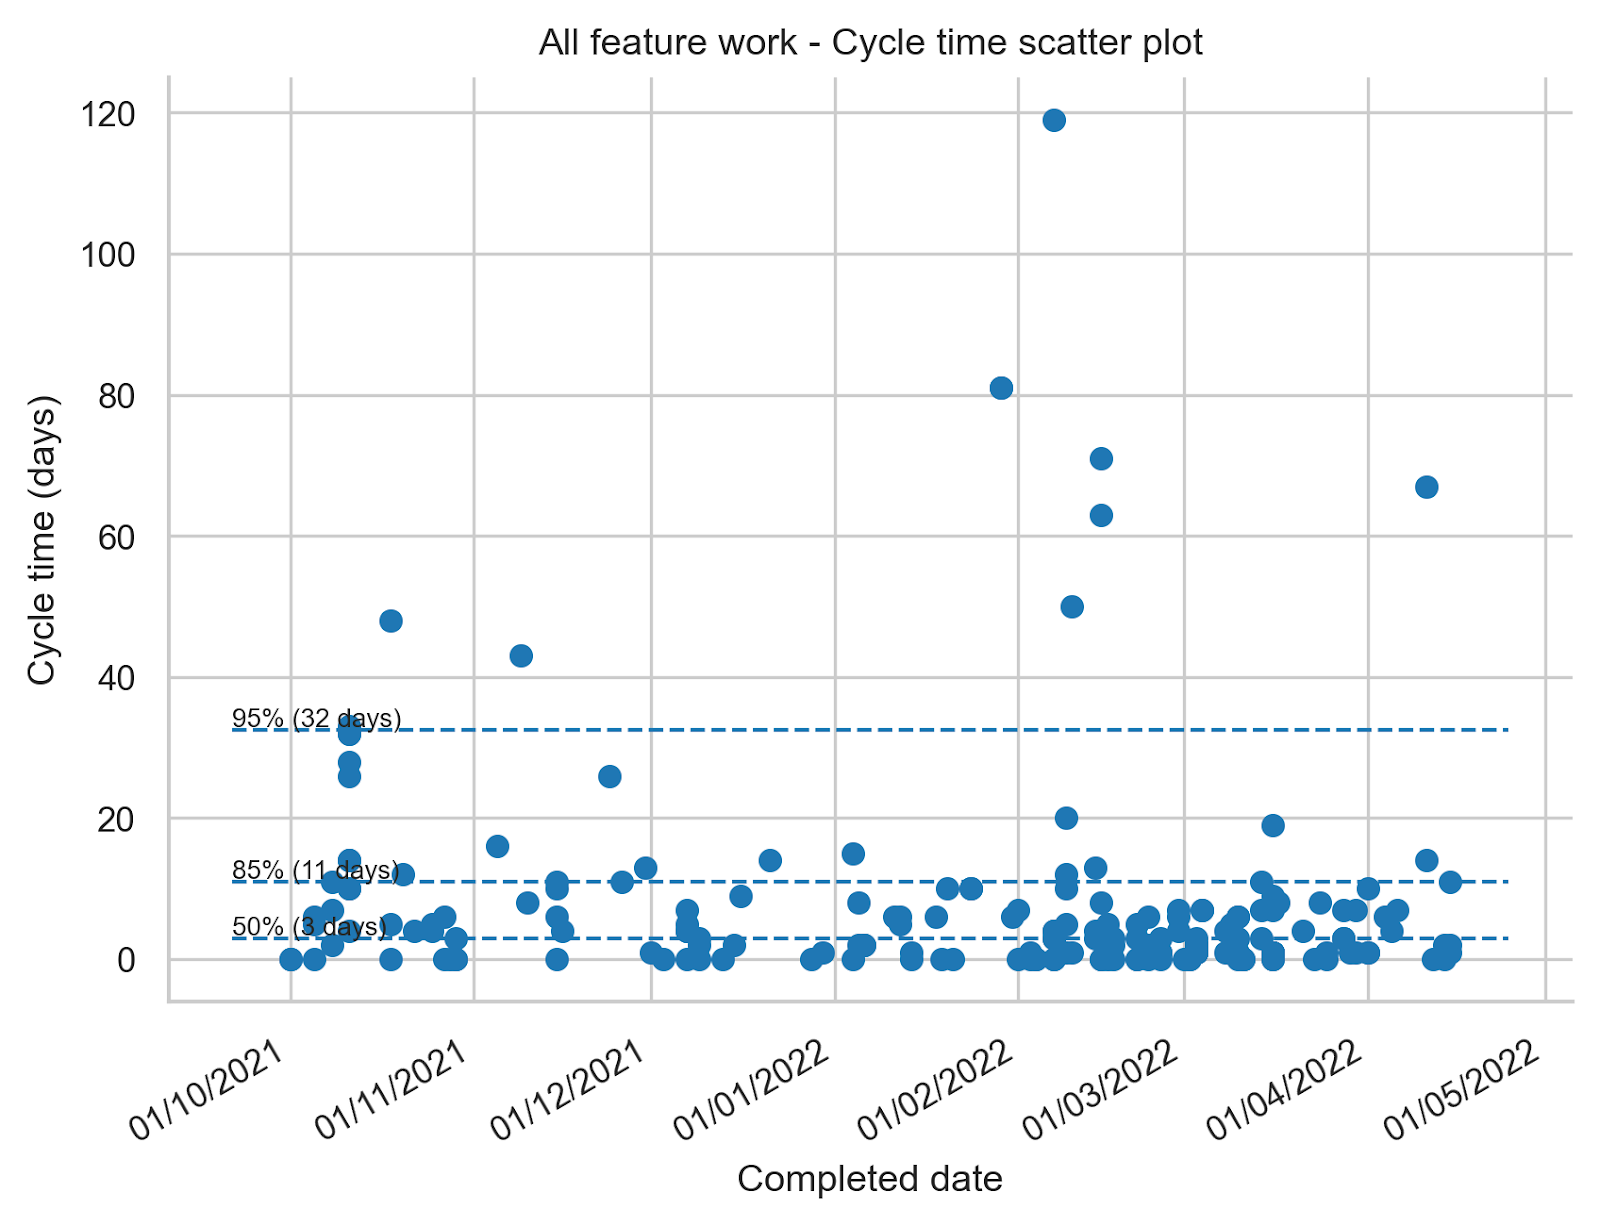 All feature work - Cycle time scatter plot
120
100
80
60
40
20
0
Cycle time (days)
95% (32 days)
85% (11 days)
50% (3 days)
01/10/2021
01/11/2021
01/12/2021
01/01/2022
01/02/2022
01/03/2022
01/04/2022
01/05/2022
Completed date